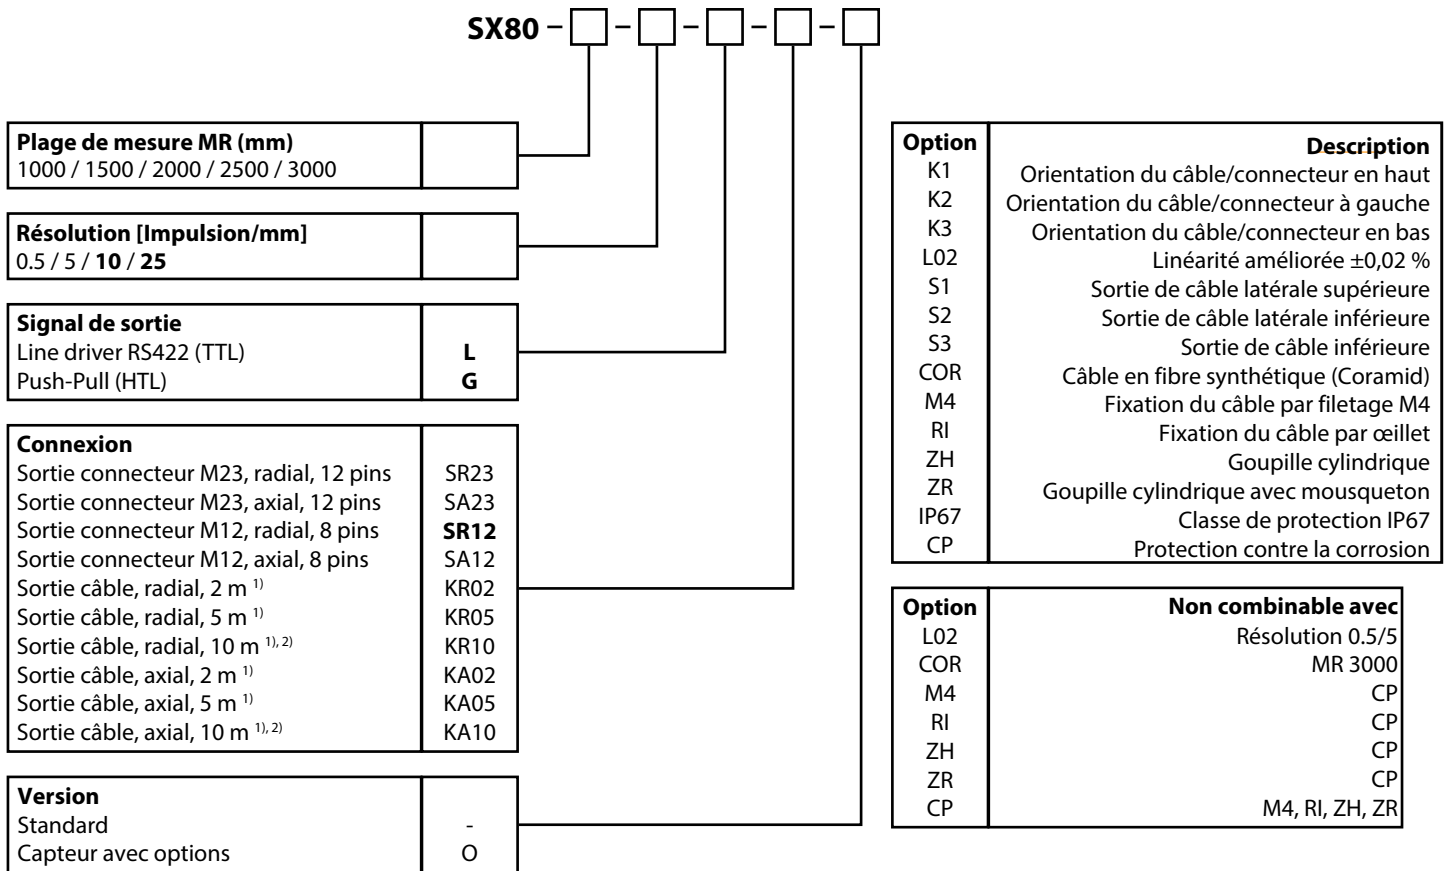 SX80 – – – – –
Plage de mesure MR (mm)
1000 / 1500 / 2000 / 2500 / 3000
Résolution [Impulsion/mm]
0.5 / 5 / 10 / 25
Signal de sortie
Line driver RS422 (TTL) L
Push-Pull (HTL) G
Connexion
Sortie connecteur M23, radial, 12 pins SR23
Sortie connecteur M23, axial, 12 pins SA23
Sortie connecteur M12, radial, 8 pins SR12
Sortie connecteur M12, axial, 8 pins SA12
Sortie câble, radial, 2 m 1) KR02
Sortie câble, radial, 5 m 1) KR05
Sortie câble, radial, 10 m 1), 2) KR10
Sortie câble, axial, 2 m 1) KA02
Sortie câble, axial, 5 m 1) KA05
Sortie câble, axial, 10 m 1), 2) KA10
Version
Standard -
Capteur avec options O
Option Description
K1 Orientation du câble/connecteur en haut
K2 Orientation du câble/connecteur à gauche
K3 Orientation du câble/connecteur en bas
L02 Linéarité améliorée ±0,02 %
S1 Sortie de câble latérale supérieure
S2 Sortie de câble latérale inférieure
S3 Sortie de câble inférieure
COR Câble en fibre synthétique (Coramid)
M4 Fixation du câble par filetage M4
RI Fixation du câble par œillet
ZH Goupille cylindrique
ZR Goupille cylindrique avec mousqueton
IP67 Classe de protection IP67
CP Protection contre la corrosion
Option Non combinable avec
L02 Résolution 0.5/5
COR MR 3000
M4 CP
RI CP
ZH CP
ZR CP
CP M4, RI, ZH, ZR